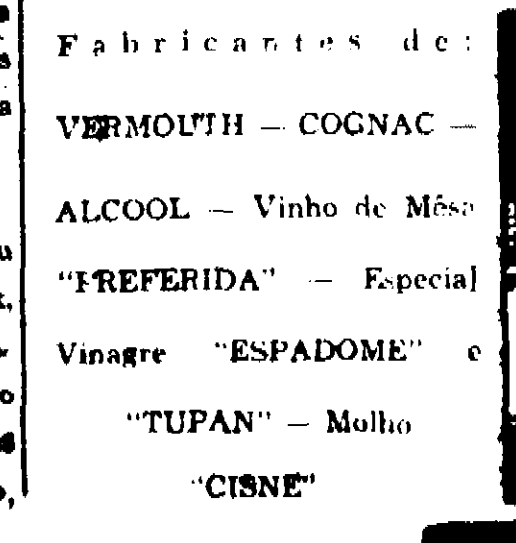 Fabricantes de:
VERMOUTH — COGNAC —
ALCOOL — Vinho de Mêsa
"PREFERIDA" — Especial
Vinagre "ESPADOME" e
"TUPAN" — Molho
"CISNE"